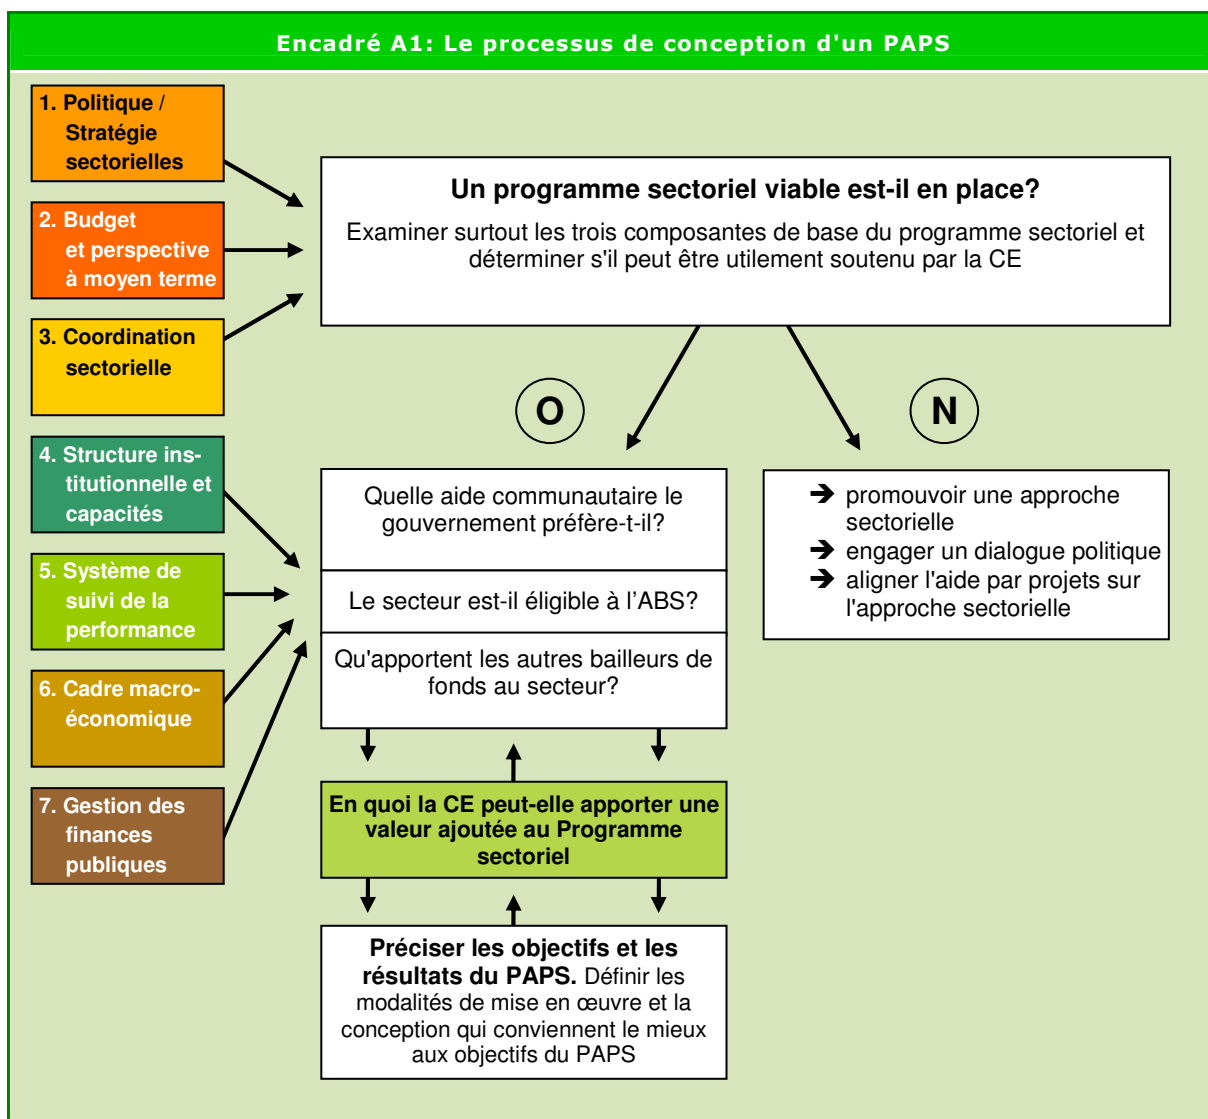 Encadré A1: Le processus de conception d'un PAPS
1. Politique /
Stratégie
sectorielles
2. Budget
et perspective
à moyen terme
3. Coordination
sectorielle
4. Structure ins-
titutionnelle et
capacités
5. Système de
suivi de la
performance
6. Cadre macro-
économique
7. Gestion des
finances
publiques
Un programme sectoriel viable est-il en place?
Examiner surtout les trois composantes de base du programme sectoriel et
déterminer s'il peut être utilement soutenu par la CE
O
N
Quelle aide communautaire le
gouvernement préfère-t-il?
Le secteur est-il éligible à l’ABS?
Qu'apportent les autres bailleurs de
fonds au secteur?
➔ promouvoir une approche
sectorielle
➔ engager un dialogue politique
➔ aligner l'aide par projets sur
l'approche sectorielle
En quoi la CE peut-elle apporter une
valeur ajoutée au Programme
sectoriel
Préciser les objectifs et les
résultats du PAPS. Définir les
modalités de mise en œuvre et la
conception qui conviennent le mieux
aux objectifs du PAPS